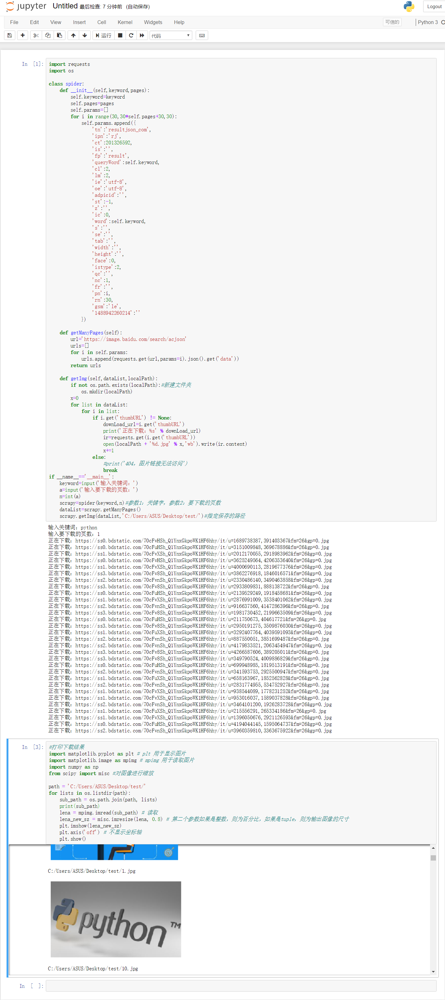 jupyter Untitled 最后检查: 7 分钟前 (自动保存) Logout
File Edit View Insert Cell Kernel Widgets Help 可信的 Python 3
运行 代码
In [1]:
import requests
import os
class spider:
def __init__(self,keyword,pages):
self.keyword=keyword
self.pages=pages
self.params=[]
for i in range(30,30*self.pages+30,30):
self.params.append({
'tn':'resultjson_com',
'ipn':'rj',
'ct':201326592,
'is':'',
'fp':'result',
'queryWord':self.keyword,
'cl':2,
'lm':2,
'ie':'utf-8',
'oe':'utf-8',
'adpicid':'',
'st':-1,
'z':'',
'ic':0,
'word':self.keyword,
's':'',
'se':'',
'tab':'',
'width':'',
'height':'',
'face':0,
'istype':2,
'qc':'',
'nc':1,
'fr':'',
'pn':i,
'rn':30,
'gsm':'1e',
'1488942260214':''
})
def getManyPages(self):
url='https://image.baidu.com/search/acjson'
urls=[]
for i in self.params:
urls.append(requests.get(url,params=i).json().get('data'))
return urls
def getImg(self,dataList,localPath):
if not os.path.exists(localPath):#新建文件夹
os.mkdir(localPath)
x=0
for list in dataList:
for i in list:
if i.get('thumbURL') != None:
downLoad_url=i.get('thumbURL')
print('正在下载：%s' % downLoad_url)
ir=requests.get(i.get('thumbURL'))
open(localPath + '%d.jpg' % x,'wb').write(ir.content)
x+=1
else:
#print('404，图片链接无法访问')
break
if __name__=='__main__':
keyword=input('输入关键词：')
a=input('输入要下载的页数：')
n=int(a)
scrapy=spider(keyword,n)#参数1：关键字，参数2：要下载的页数
dataList=scrapy.getManyPages()
scrapy.getImg(dataList,'C:/Users/ASUS/Desktop/test/')#指定保存的路径
输入关键词：python
输入要下载的页数：1
正在下载：https://ss0.bdstatic.com/70cFvHSh_Q1YnxGkpoWK1HF6hhy/it/u=1689738387,391403367&fm=26&gp=0.jpg
正在下载：https://ss0.bdstatic.com/70cFuHSh_Q1YnxGkpoWK1HF6hhy/it/u=3151009848,369678886&fm=26&gp=0.jpg
正在下载：https://ss1.bdstatic.com/70cFvXSh_Q1YnxGkpoWK1HF6hhy/it/u=2012170055,2918983962&fm=26&gp=0.jpg
正在下载：https://ss0.bdstatic.com/70cFvHSh_Q1YnxGkpoWK1HF6hhy/it/u=3625249564,4206353640&fm=26&gp=0.jpg
正在下载：https://ss1.bdstatic.com/70cFvXSh_Q1YnxGkpoWK1HF6hhy/it/u=4000690113,2819677376&fm=26&gp=0.jpg
正在下载：https://ss3.bdstatic.com/70cFv8Sh_Q1YnxGkpoWK1HF6hhy/it/u=3862276918,1846016571&fm=26&gp=0.jpg
正在下载：https://ss2.bdstatic.com/70cFvnSh_Q1YnxGkpoWK1HF6hhy/it/u=2330486140,3490463858&fm=26&gp=0.jpg
正在下载：https://ss3.bdstatic.com/70cFv8Sh_Q1YnxGkpoWK1HF6hhy/it/u=2933809831,888138722&fm=26&gp=0.jpg
正在下载：https://ss0.bdstatic.com/70cFuHSh_Q1YnxGkpoWK1HF6hhy/it/u=2139529249,1918458681&fm=26&gp=0.jpg
正在下载：https://ss1.bdstatic.com/70cFvXSh_Q1YnxGkpoWK1HF6hhy/it/u=2876991009,3538401062&fm=26&gp=0.jpg
正在下载：https://ss2.bdstatic.com/70cFvnSh_Q1YnxGkpoWK1HF6hhy/it/u=916637560,4147286396&fm=26&gp=0.jpg
正在下载：https://ss3.bdstatic.com/70cFv8Sh_Q1YnxGkpoWK1HF6hhy/it/u=1981730452,2199663509&fm=26&gp=0.jpg
正在下载：https://ss0.bdstatic.com/70cFuHSh_Q1YnxGkpoWK1HF6hhy/it/u=211750673,404617721&fm=26&gp=0.jpg
正在下载：https://ss3.bdstatic.com/70cFv8Sh_Q1YnxGkpoWK1HF6hhy/it/u=2950191275,3509876030&fm=26&gp=0.jpg
正在下载：https://ss1.bdstatic.com/70cFuXSh_Q1YnxGkpoWK1HF6hhy/it/u=3292407764,4039591093&fm=26&gp=0.jpg
正在下载：https://ss2.bdstatic.com/70cFvnSh_Q1YnxGkpoWK1HF6hhy/it/u=887550051,3851699487&fm=26&gp=0.jpg
正在下载：https://ss2.bdstatic.com/70cFvnSh_Q1YnxGkpoWK1HF6hhy/it/u=4179833521,2063454947&fm=26&gp=0.jpg
正在下载：https://ss3.bdstatic.com/70cFv8Sh_Q1YnxGkpoWK1HF6hhy/it/u=4266587606,389205011&fm=26&gp=0.jpg
正在下载：https://ss3.bdstatic.com/70cFv8Sh_Q1YnxGkpoWK1HF6hhy/it/u=349790524,4009886829&fm=26&gp=0.jpg
正在下载：https://ss0.bdstatic.com/70cFuHSh_Q1YnxGkpoWK1HF6hhy/it/u=699948985,1819513191&fm=26&gp=0.jpg
正在下载：https://ss2.bdstatic.com/70cFvnSh_Q1YnxGkpoWK1HF6hhy/it/u=341593753,2925500947&fm=26&gp=0.jpg
正在下载：https://ss1.bdstatic.com/70cFuXSh_Q1YnxGkpoWK1HF6hhy/it/u=658163967,1852562828&fm=26&gp=0.jpg
正在下载：https://ss2.bdstatic.com/70cFvnSh_Q1YnxGkpoWK1HF6hhy/it/u=2831774955,534752927&fm=26&gp=0.jpg
正在下载：https://ss1.bdstatic.com/70cFvXSh_Q1YnxGkpoWK1HF6hhy/it/u=938544089,1778231252&fm=26&gp=0.jpg
正在下载：https://ss1.bdstatic.com/70cFvXSh_Q1YnxGkpoWK1HF6hhy/it/u=953016037,1589037828&fm=26&gp=0.jpg
正在下载：https://ss2.bdstatic.com/70cFvnSh_Q1YnxGkpoWK1HF6hhy/it/u=3464101200,1926283728&fm=26&gp=0.jpg
正在下载：https://ss1.bdstatic.com/70cFuXSh_Q1YnxGkpoWK1HF6hhy/it/u=215556291,265334186&fm=26&gp=0.jpg
正在下载：https://ss1.bdstatic.com/70cFvXSh_Q1YnxGkpoWK1HF6hhy/it/u=1396050676,2921126593&fm=26&gp=0.jpg
正在下载：https://ss0.bdstatic.com/70cFuHSh_Q1YnxGkpoWK1HF6hhy/it/u=4194044145,1595064737&fm=26&gp=0.jpg
正在下载：https://ss2.bdstatic.com/70cFvnSh_Q1YnxGkpoWK1HF6hhy/it/u=3960359810,3363675922&fm=26&gp=0.jpg
In [3]:
#打印下载结果
import matplotlib.pyplot as plt # plt 用于显示图片
import matplotlib.image as mpimg # mpimg 用于读取图片
import numpy as np
from scipy import misc #对图像进行缩放
path = 'C:/Users/ASUS/Desktop/test/'
for lists in os.listdir(path):
sub_path = os.path.join(path, lists)
print(sub_path)
lena = mpimg.imread(sub_path) # 读取
lena_new_sz = misc.imresize(lena, 0.8) # 第二个参数如果是整数，则为百分比，如果是tuple，则为输出图像的尺寸
plt.imshow(lena_new_sz)
plt.axis('off') # 不显示坐标轴
plt.show()
C:/Users/ASUS/Desktop/test/1.jpg
python™
C:/Users/ASUS/Desktop/test/10.jpg
In [ ]: